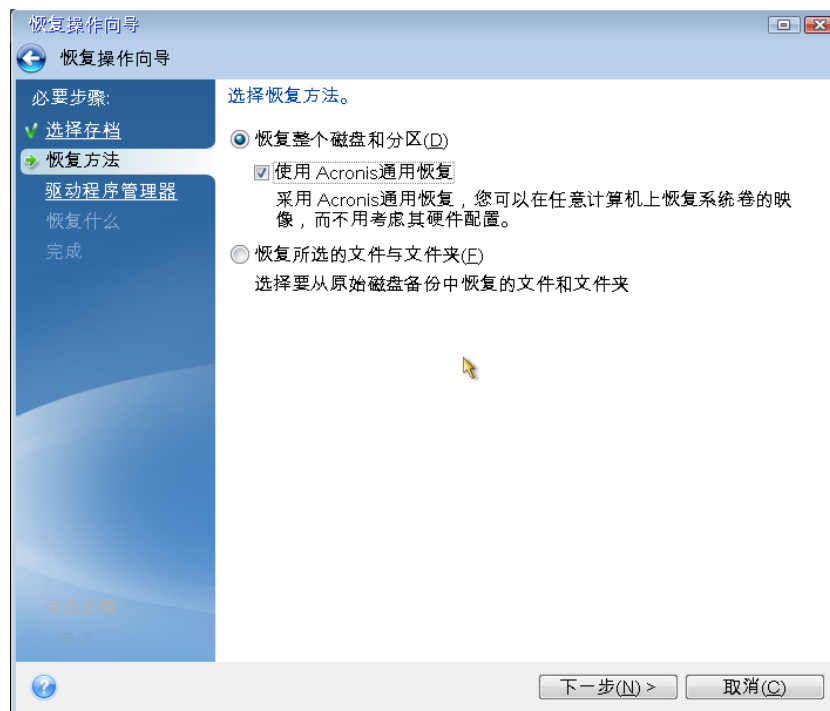 恢复操作向导
恢复操作向导
必要步骤:
选择存档
恢复方法
驱动程序管理器
恢复什么
完成
可选步骤
选项
选择恢复方法。
恢复整个磁盘和分区(D)
使用 Acronis通用恢复
采用 Acronis通用恢复，您可以在任意计算机上恢复系统卷的映
像，而不用考虑其硬件配置。
恢复所选的文件与文件夹(F)
选择要从原始磁盘备份中恢复的文件和文件夹
下一步(N) >
取消(C)